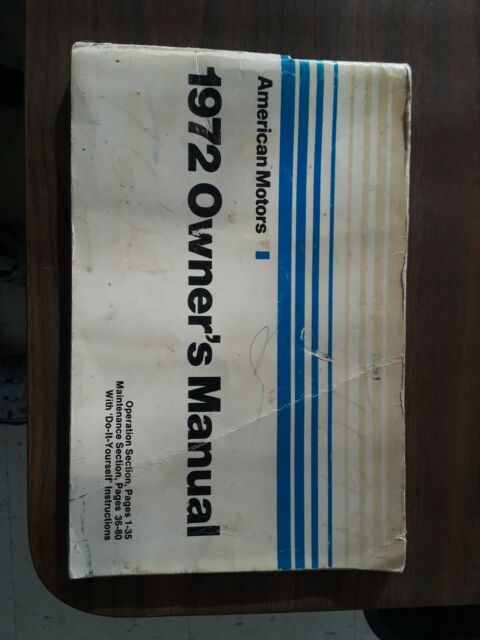 American Motors
1972 Owner's Manual
Operation Section, Pages 1-35
Maintenance Section, Pages 36-80
With 'Do-It-Yourself' Instructions